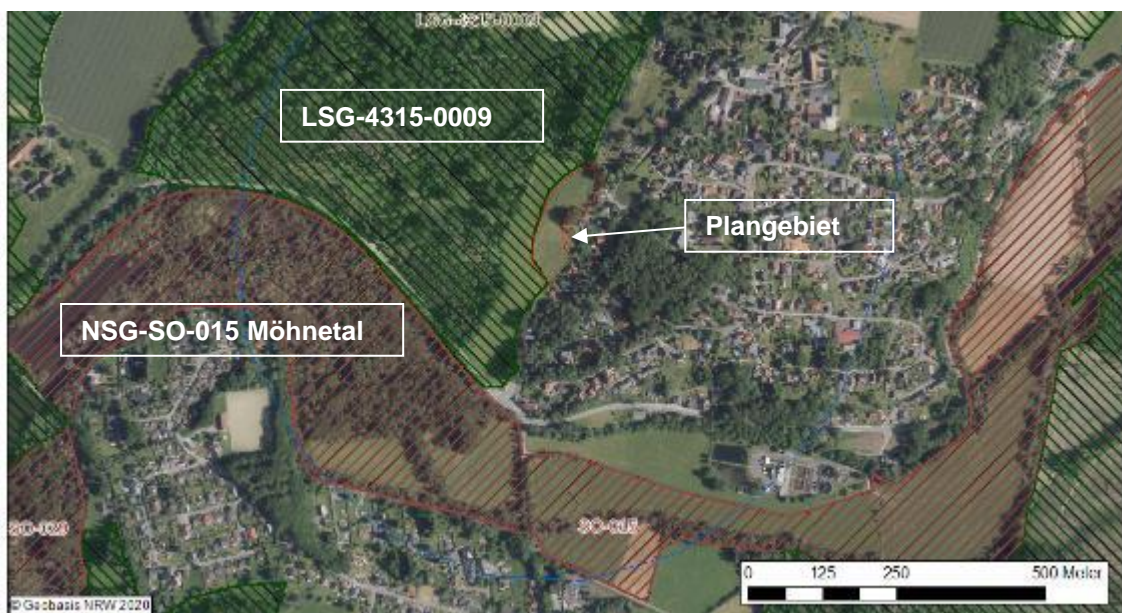 LSG-4315-0009
Plangebiet
NSG-SO-015 Möhnetal
SO-015
0 125 250 500 Meter
© Geobasis NRW 2020